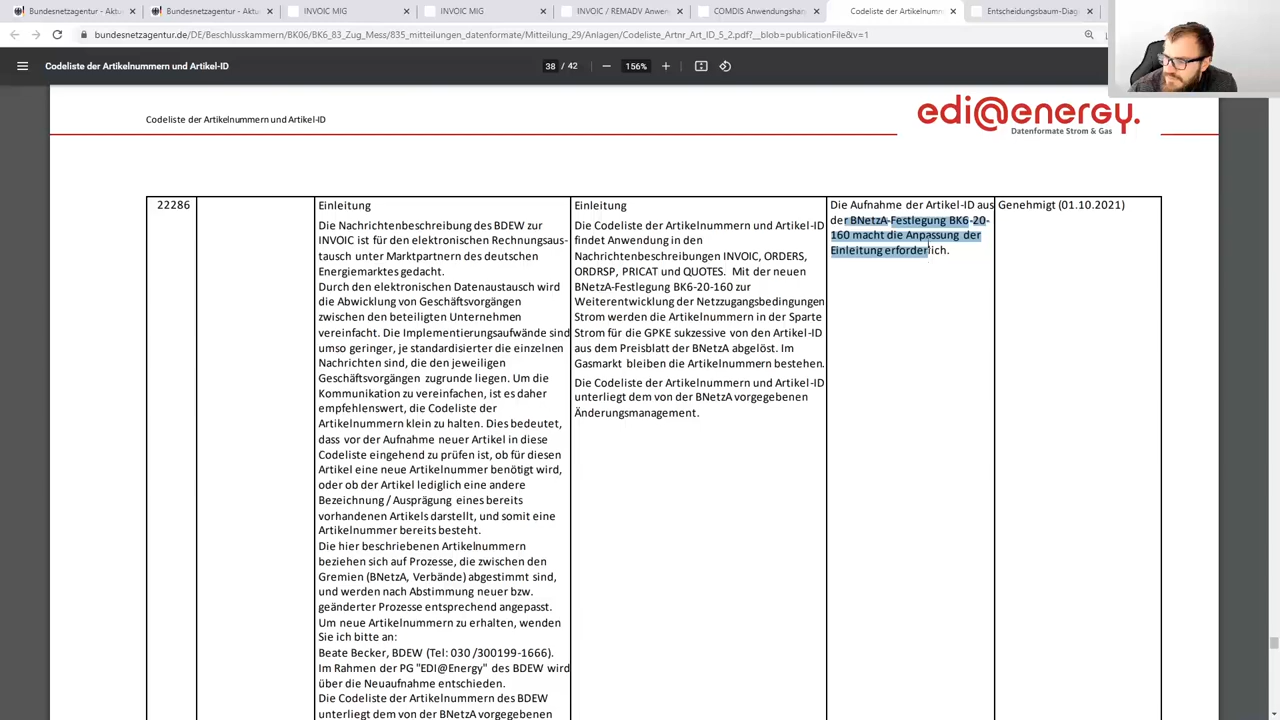 Bundesnetzagentur - Aktu
Bundesnetzagentur - Aktu
INVOIC MIG
INVOIC MIG
INVOIC / REMADV Anwen
COMDIS Anwendungshan
Codeliste der Artikelnumm
Entscheidungsbaum-Diag
bundesnetzagentur.de/DE/Beschlusskammern/BK06/BK6_83_Zug_Mess/835_mitteilungen_datenformate/Mitteilung_29/Anlagen/Codeliste_Artnr_Art_ID_5_2.pdf?__blob=publicationFile&v=1
Codeliste der Artikelnummern und Artikel-ID
38 / 42
156%
Codeliste der Artikelnummern und Artikel-ID
edi@energy.
Datenformate Strom & Gas
22286
Einleitung
Die Nachrichtenbeschreibung des BDEW zur
INVOIC ist für den elektronischen Rechnungsaus-
tausch unter Marktpartnern des deutschen
Energiemarktes gedacht.
Durch den elektronischen Datenaustausch wird
die Abwicklung von Geschäftsvorgängen
zwischen den beteiligten Unternehmen
vereinfacht. Die Implementierungsaufwände sind
umso geringer, je standardisierter die einzelnen
Nachrichten sind, die den jeweiligen
Geschäftsvorgängen zugrunde liegen. Um die
Kommunikation zu vereinfachen, ist es daher
empfehlenswert, die Codeliste der
Artikelnummern klein zu halten. Dies bedeutet,
dass vor der Aufnahme neuer Artikel in diese
Codeliste eingehend zu prüfen ist, ob für diesen
Artikel eine neue Artikelnummer benötigt wird,
oder ob der Artikel lediglich eine andere
Bezeichnung / Ausprägung eines bereits
vorhandenen Artikels darstellt, und somit eine
Artikelnummer bereits besteht.
Die hier beschriebenen Artikelnummern
beziehen sich auf Prozesse, die zwischen den
Gremien (BNetzA, Verbände) abgestimmt sind,
und werden nach Abstimmung neuer bzw.
geänderter Prozesse entsprechend angepasst.
Um neue Artikelnummern zu erhalten, wenden
Sie ich bitte an:
Beate Becker, BDEW (Tel: 030 /300199-1666).
Im Rahmen der PG "EDI@Energy" des BDEW wird
über die Neuaufnahme entschieden.
Die Codeliste der Artikelnummern des BDEW
unterliegt dem von der BNetzA vorgegebenen
Einleitung
Die Codeliste der Artikelnummern und Artikel-ID
findet Anwendung in den
Nachrichtenbeschreibungen INVOIC, ORDERS,
ORDRSP, PRICAT und QUOTES. Mit der neuen
BNetzA-Festlegung BK6-20-160 zur
Weiterentwicklung der Netzzugangsbedingungen
Strom werden die Artikelnummern in der Sparte
Strom für die GPKE sukzessive von den Artikel-ID
aus dem Preisblatt der BNetzA abgelöst. Im
Gasmarkt bleiben die Artikelnummern bestehen.
Die Codeliste der Artikelnummern und Artikel-ID
unterliegt dem von der BNetzA vorgegebenen
Änderungsmanagement.
Die Aufnahme der Artikel-ID aus
der BNetzA-Festlegung BK6-20-
160 macht die Anpassung der
Einleitung erforderlich.
Genehmigt (01.10.2021)